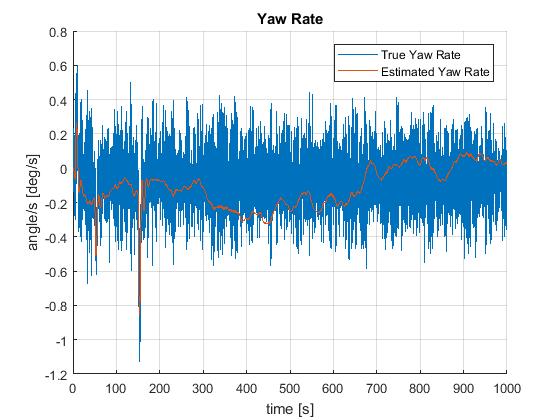 Yaw Rate
0.8
0.6
0.4
0.2
0
-0.2
-0.4
-0.6
-0.8
-1
-1.2
angle/s [deg/s]
True Yaw Rate
Estimated Yaw Rate
0 100 200 300 400 500 600 700 800 900 1000
time [s]